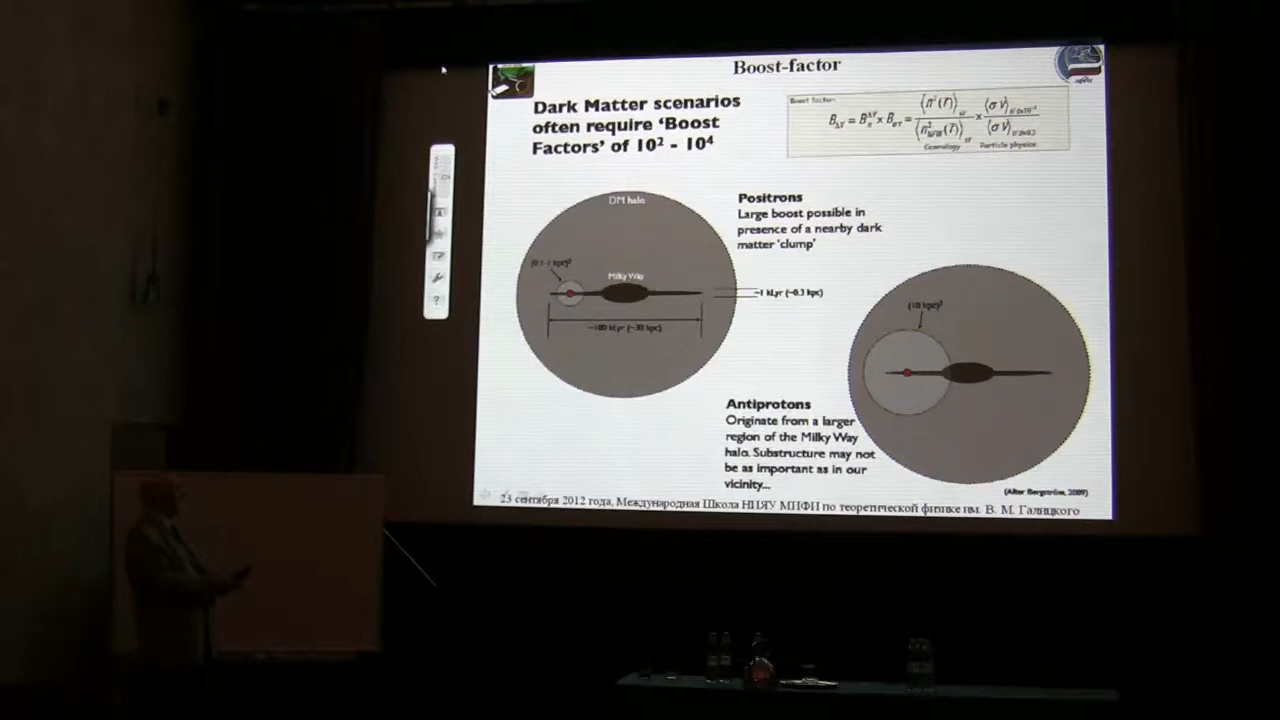 Boost-factor
Dark Matter scenarios
often require ‘Boost
Factors’ of 10² - 10⁴
Boost factor:
Cosmology Particle physics
DM halo
Milky Way
~100 kLyr (~30 kpc)
~1 kLyr (~0.3 kpc)
Positrons
Large boost possible in
presence of a nearby dark
matter ‘clump’
(10 kpc)³
Antiprotons
Originate from a larger
region of the Milky Way
halo. Substructure may not
be as important as in our
vicinity...
(After Bergström, 2009)
23 сентября 2012 года, Международная Школа НИЯУ МИФИ по теоретической физике им. В. М. Галицкого